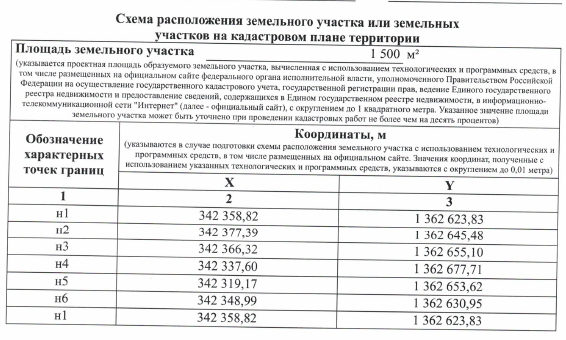 Схема расположения земельного участка или земельных
участков на кадастровом плане территории
Площадь земельного участка 1 500 м²
(указывается проектная площадь образуемого земельного участка, вычисленная с использованием технологических и программных средств, в
том числе размещенных на официальном сайте федерального органа исполнительной власти, уполномоченного Правительством Российской
Федерации на осуществление государственного кадастрового учета, государственной регистрации прав, ведение Единого государственного
реестра недвижимости и предоставление сведений, содержащихся в Едином государственном реестре недвижимости, в информационно-
телекоммуникационной сети "Интернет" (далее - официальный сайт), с округлением до 1 квадратного метра. Указанное значение площади
земельного участка может быть уточнено при проведении кадастровых работ не более чем на десять процентов)
Обозначение
характерных
точек границ
Координаты, м
(указываются в случае подготовки схемы расположения земельного участка с использованием технологических и
программных средств, в том числе размещенных на официальном сайте. Значения координат, полученные с
использованием указанных технологических и программных средств, указываются с округлением до 0,01 метра)
X Y
1 2 3
н1 342 358,82 1 362 623,83
н2 342 377,39 1 362 645,48
н3 342 366,32 1 362 655,10
н4 342 337,60 1 362 677,71
н5 342 319,17 1 362 653,62
н6 342 348,99 1 362 630,95
н1 342 358,82 1 362 623,83